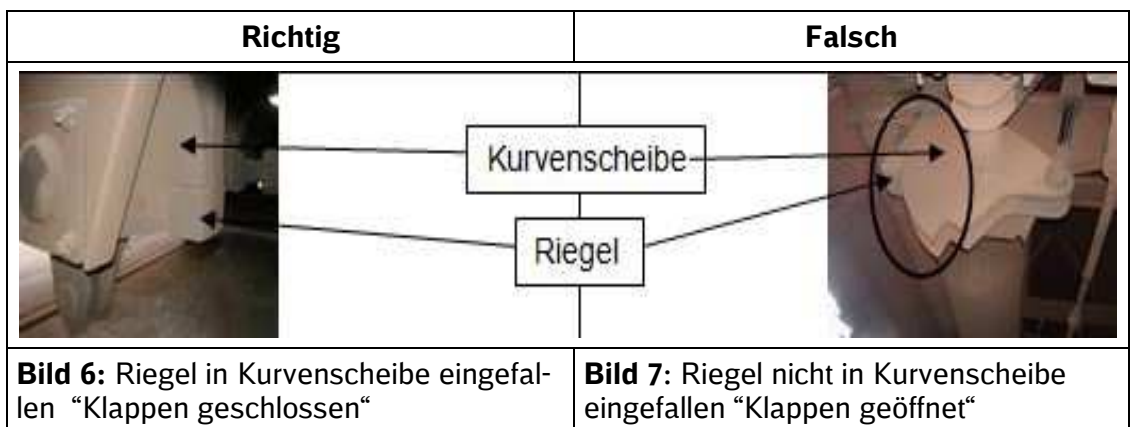 Richtig
Falsch
Kurvenscheibe
Riegel
Bild 6: Riegel in Kurvenscheibe eingefal-
len “Klappen geschlossen“
Bild 7: Riegel nicht in Kurvenscheibe
eingefallen “Klappen geöffnet“